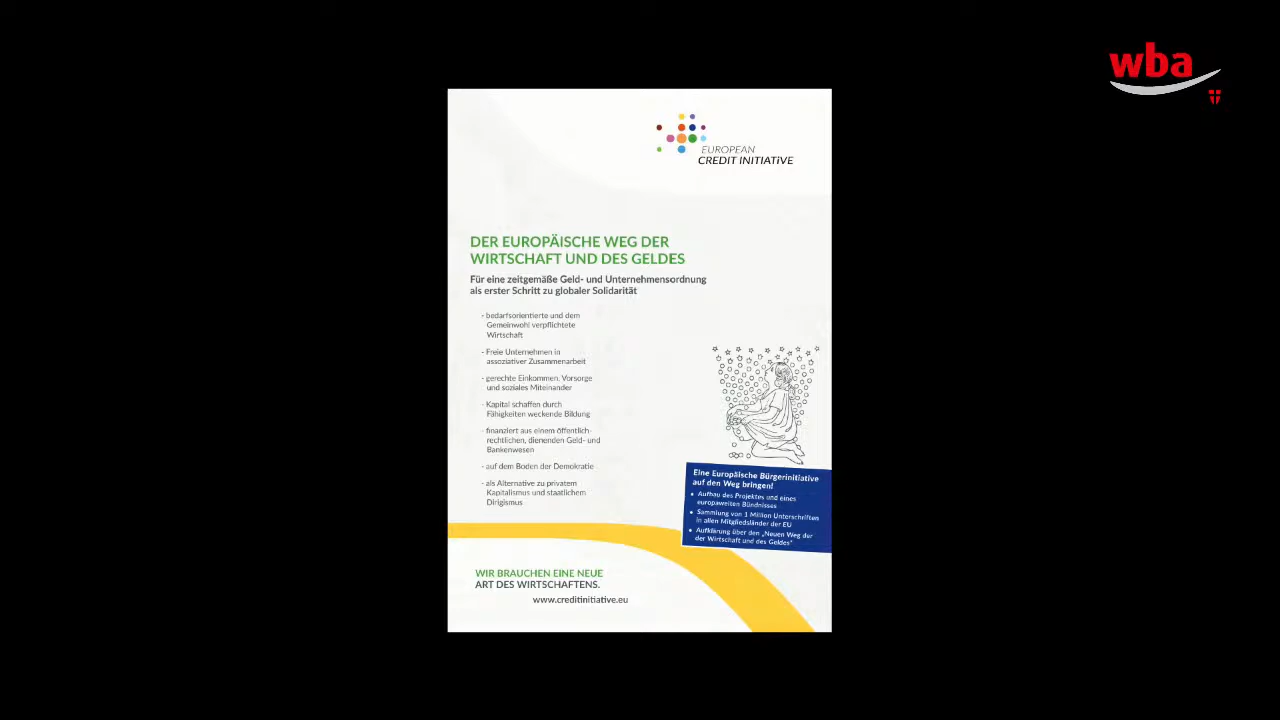 wba
EUROPEAN
CREDIT INITIATIVE
DER EUROPÄISCHE WEG DER
WIRTSCHAFT UND DES GELDES
Für eine zeitgemäße Geld- und Unternehmensordnung
als erster Schritt zu globaler Solidarität
- bedarfsorientierte und dem
Gemeinwohl verpflichtete
Wirtschaft
- Freie Unternehmen in
assoziativer Zusammenarbeit
- gerechte Einkommen, Vorsorge
und soziales Miteinander
- Kapital schaffen durch
Fähigkeiten weckende Bildung
- finanziert aus einem öffentlich-
rechtlichen, dienenden Geld- und
Bankenwesen
- auf dem Boden der Demokratie
- als Alternative zu privatem
Kapitalismus und staatlichem
Dirigismus
Eine Europäische Bürgerinitiative
auf den Weg bringen!
• Aufbau des Projektes und eines
europaweiten Bündnisses
• Sammlung von 1 Million Unterschriften
in allen Mitgliedsländer der EU
• Aufklärung über den „Neuen Weg der
der Wirtschaft und des Geldes"
WIR BRAUCHEN EINE NEUE
ART DES WIRTSCHAFTENS.
www.creditinitiative.eu